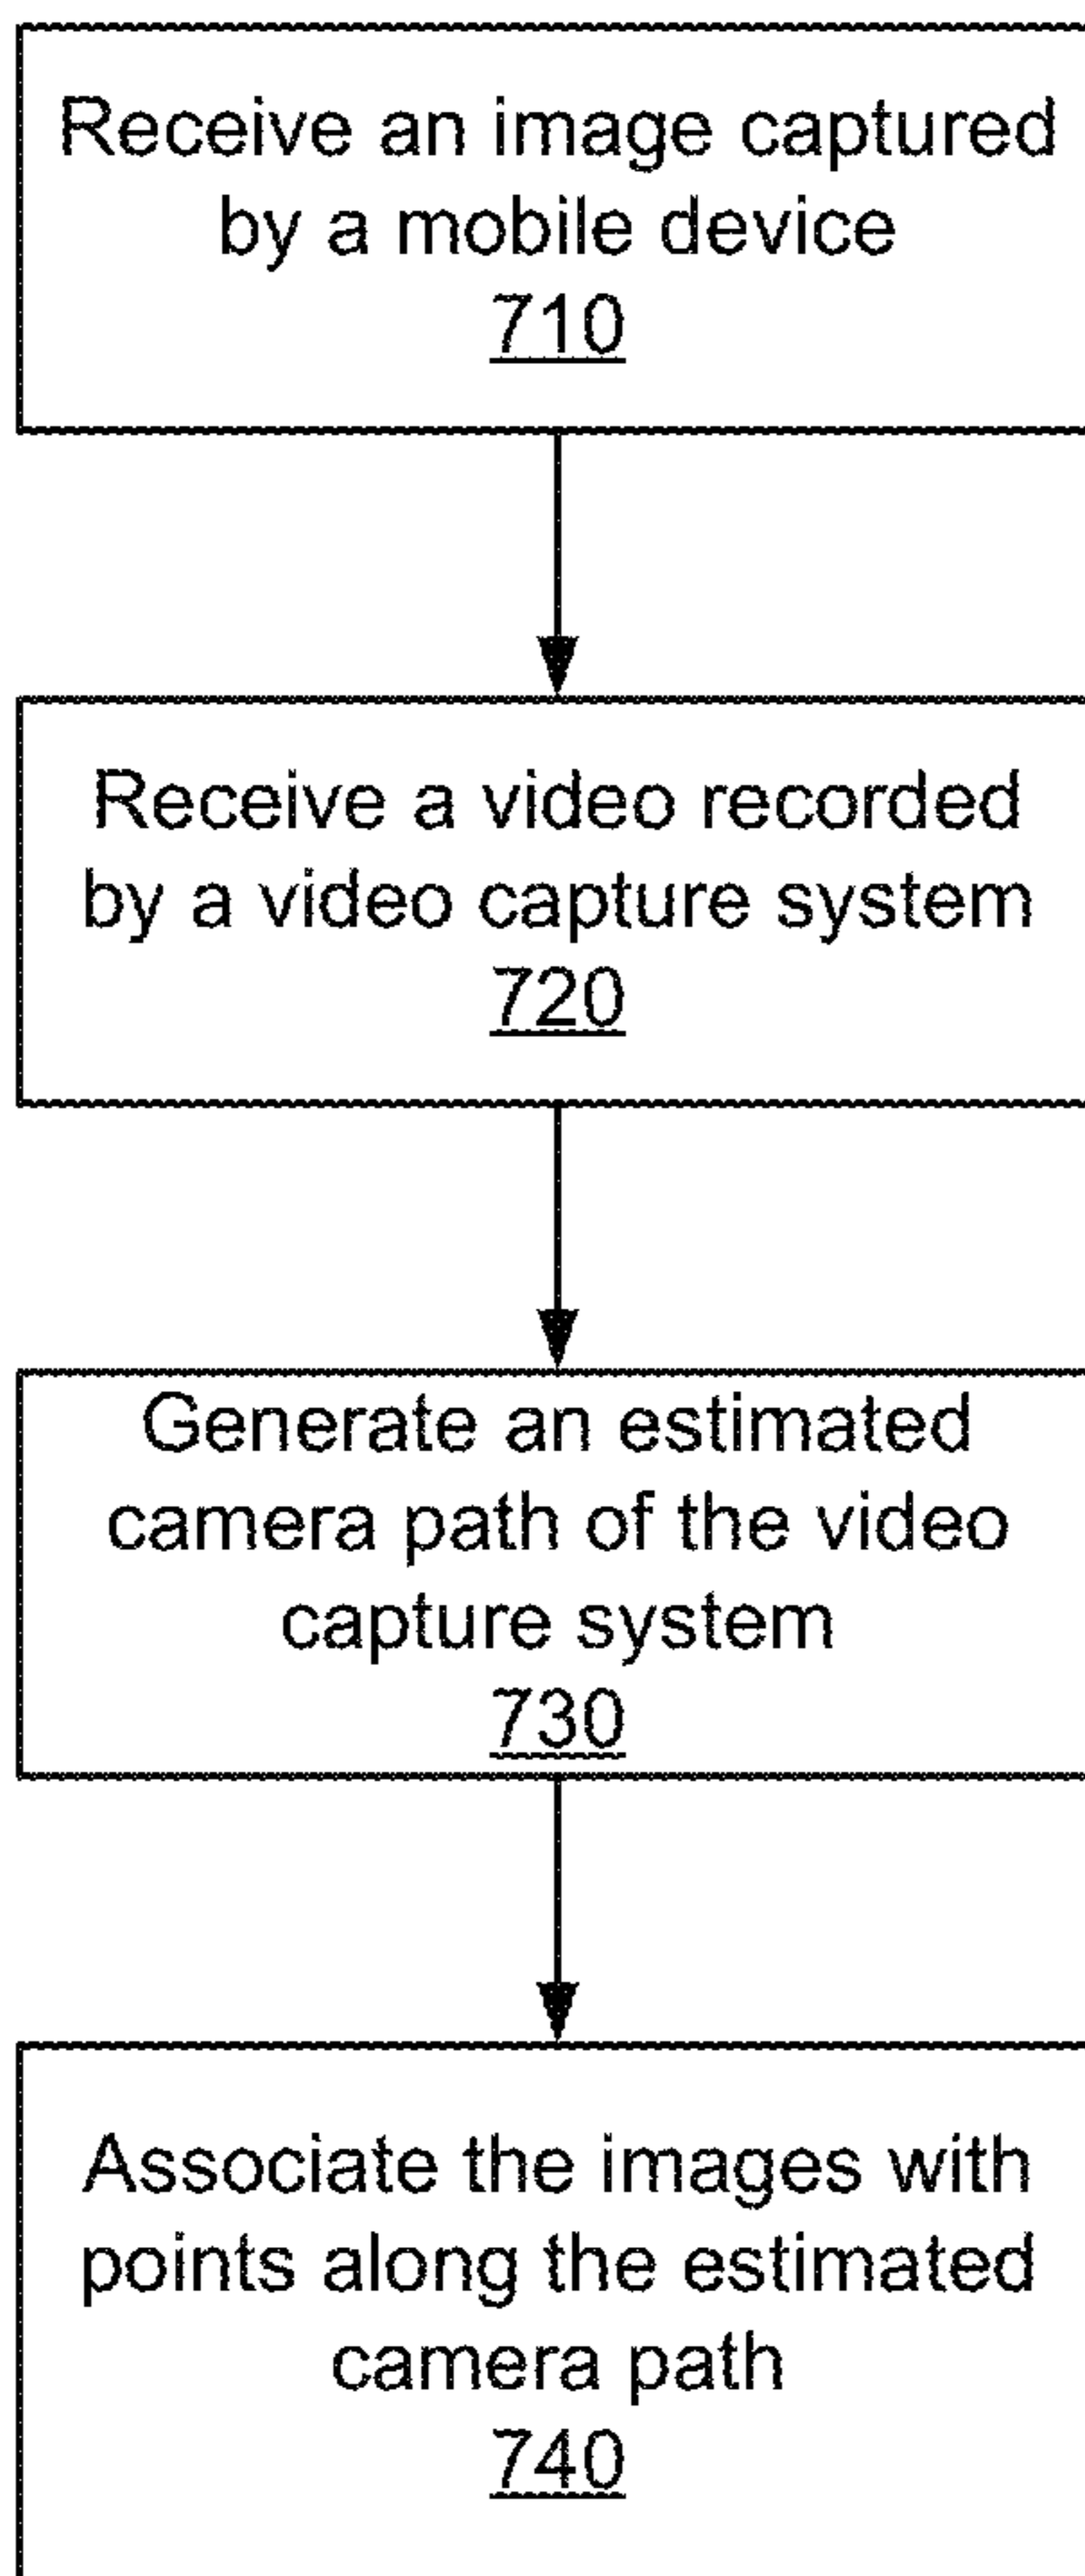 Receive an image captured
by a mobile device
710
Receive a video recorded
by a video capture system
720
Generate an estimated
camera path of the video
capture system
730
Associate the images with
points along the estimated
camera path
740